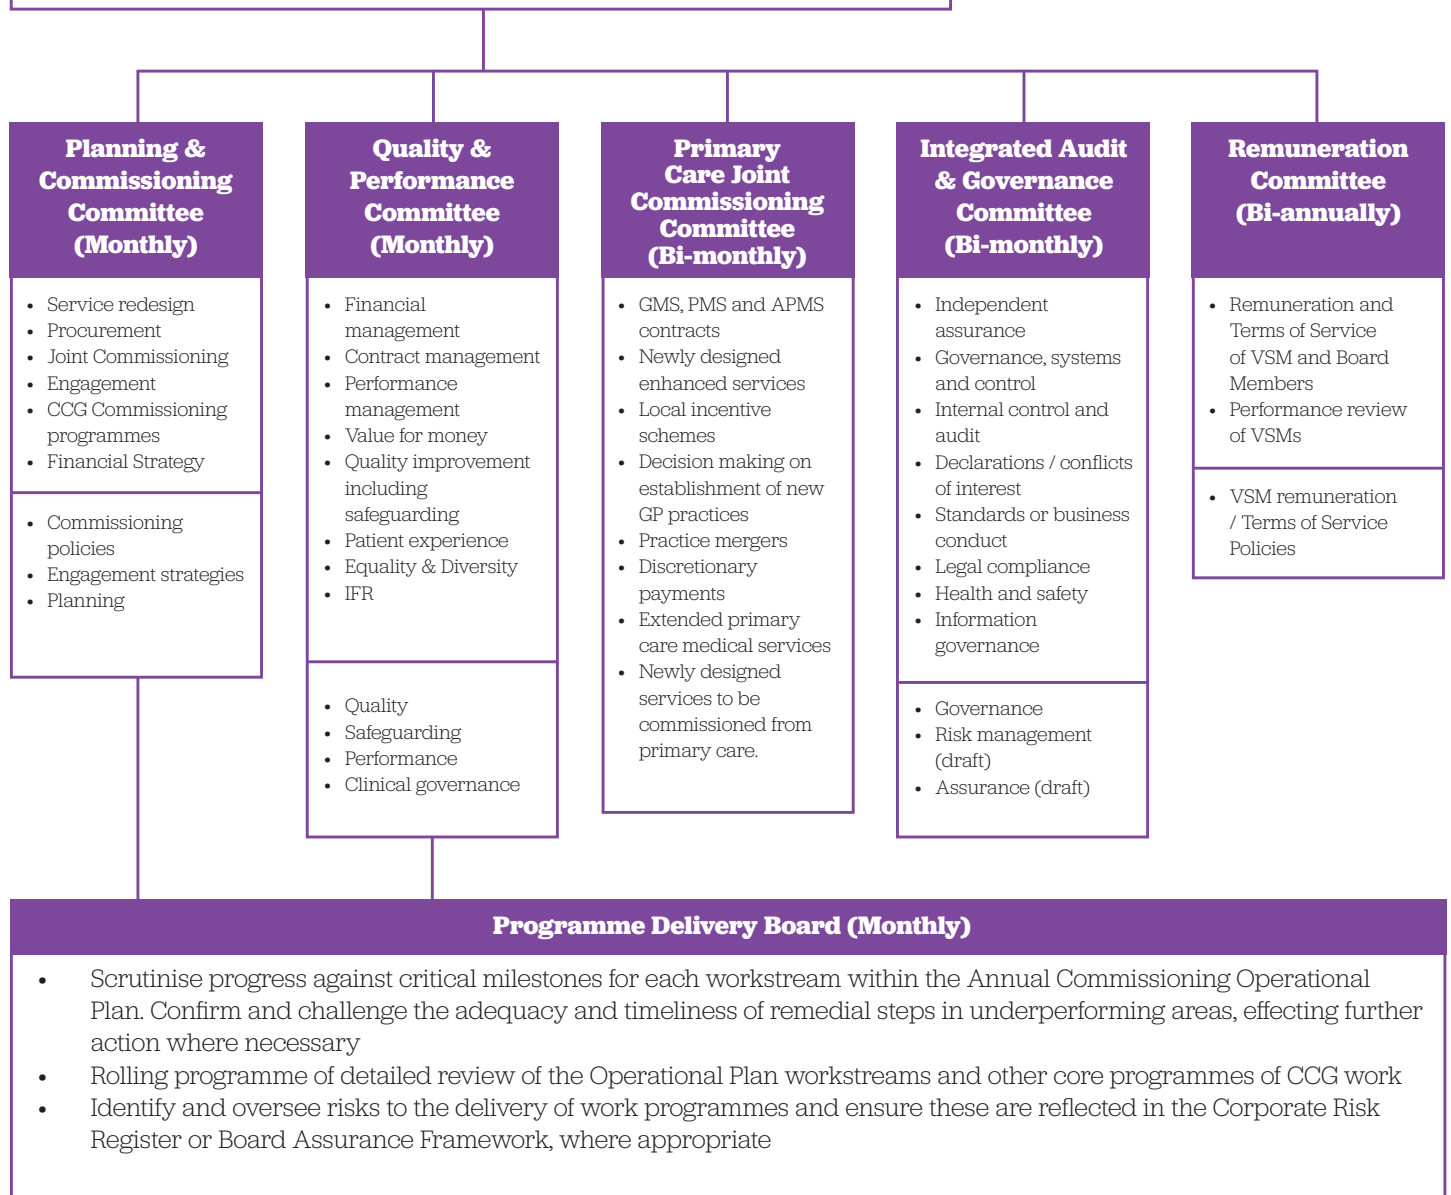 Planning &
Commissioning
Committee
(Monthly)
• Service redesign
• Procurement
• Joint Commissioning
• Engagement
• CCG Commissioning
programmes
• Financial Strategy
• Commissioning
policies
• Engagement strategies
• Planning
Quality &
Performance
Committee
(Monthly)
• Financial
management
• Contract management
• Performance
management
• Value for money
• Quality improvement
including
safeguarding
• Patient experience
• Equality & Diversity
• IFR
• Quality
• Safeguarding
• Performance
• Clinical governance
Primary
Care Joint
Commissioning
Committee
(Bi-monthly)
• GMS, PMS and APMS
contracts
• Newly designed
enhanced services
• Local incentive
schemes
• Decision making on
establishment of new
GP practices
• Practice mergers
• Discretionary
payments
• Extended primary
care medical services
• Newly designed
services to be
commissioned from
primary care.
Integrated Audit
& Governance
Committee
(Bi-monthly)
• Independent
assurance
• Governance, systems
and control
• Internal control and
audit
• Declarations / conflicts
of interest
• Standards or business
conduct
• Legal compliance
• Health and safety
• Information
governance
• Governance
• Risk management
(draft)
• Assurance (draft)
Remuneration
Committee
(Bi-annually)
• Remuneration and
Terms of Service
of VSM and Board
Members
• Performance review
of VSMs
• VSM remuneration
/ Terms of Service
Policies
Programme Delivery Board (Monthly)
• Scrutinise progress against critical milestones for each workstream within the Annual Commissioning Operational
Plan. Confirm and challenge the adequacy and timeliness of remedial steps in underperforming areas, effecting further
action where necessary
• Rolling programme of detailed review of the Operational Plan workstreams and other core programmes of CCG work
• Identify and oversee risks to the delivery of work programmes and ensure these are reflected in the Corporate Risk
Register or Board Assurance Framework, where appropriate